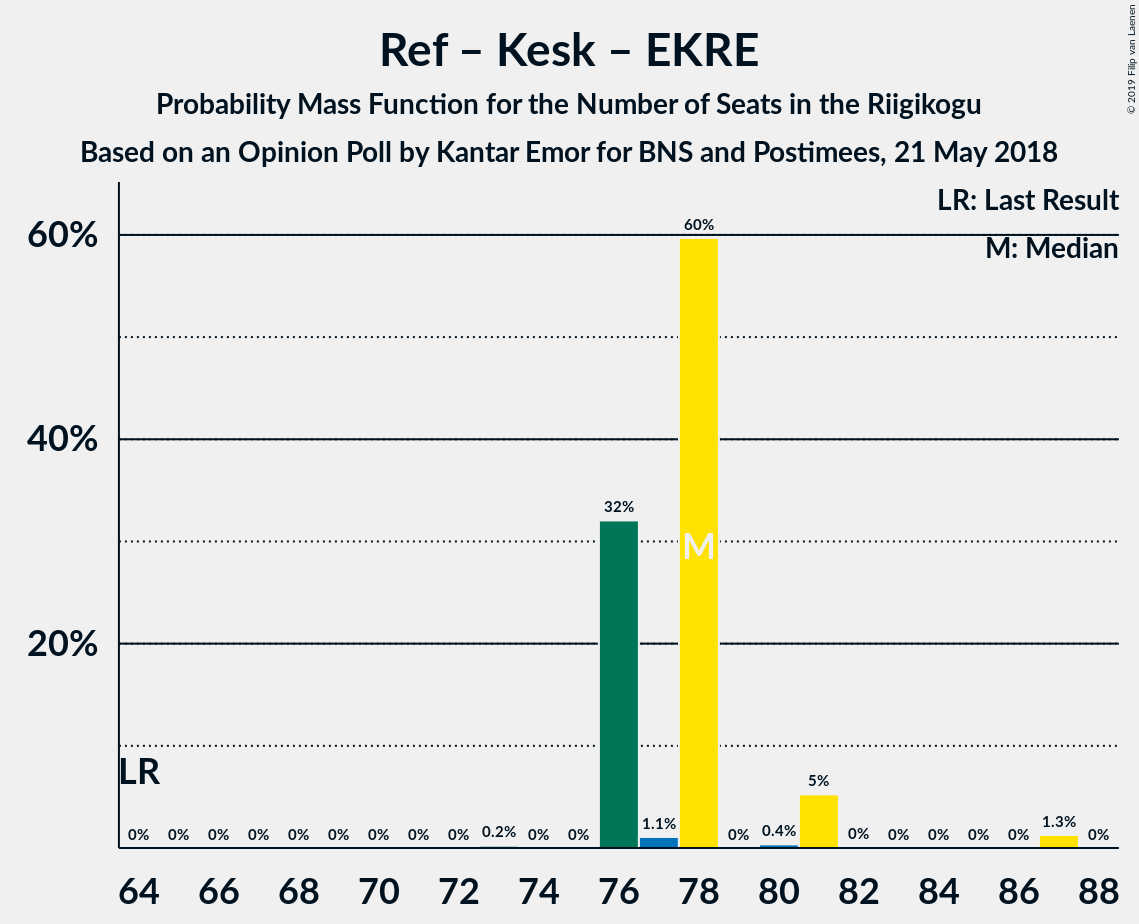 Ref – Kesk – EKRE
Probability Mass Function for the Number of Seats in the Riigikogu
Based on an Opinion Poll by Kantar Emor for BNS and Postimees, 21 May 2018
© 2019 Filip van Laenen
LR: Last Result
M: Median
60%
40%
20%
60%
32%
M
LR
5%
0% 0% 0% 0% 0% 0% 0% 0% 0% 0.2% 0% 0% 1.1% 0% 0.4% 0% 0% 0% 0% 0% 1.3% 0%
64 66 68 70 72 74 76 78 80 82 84 86 88